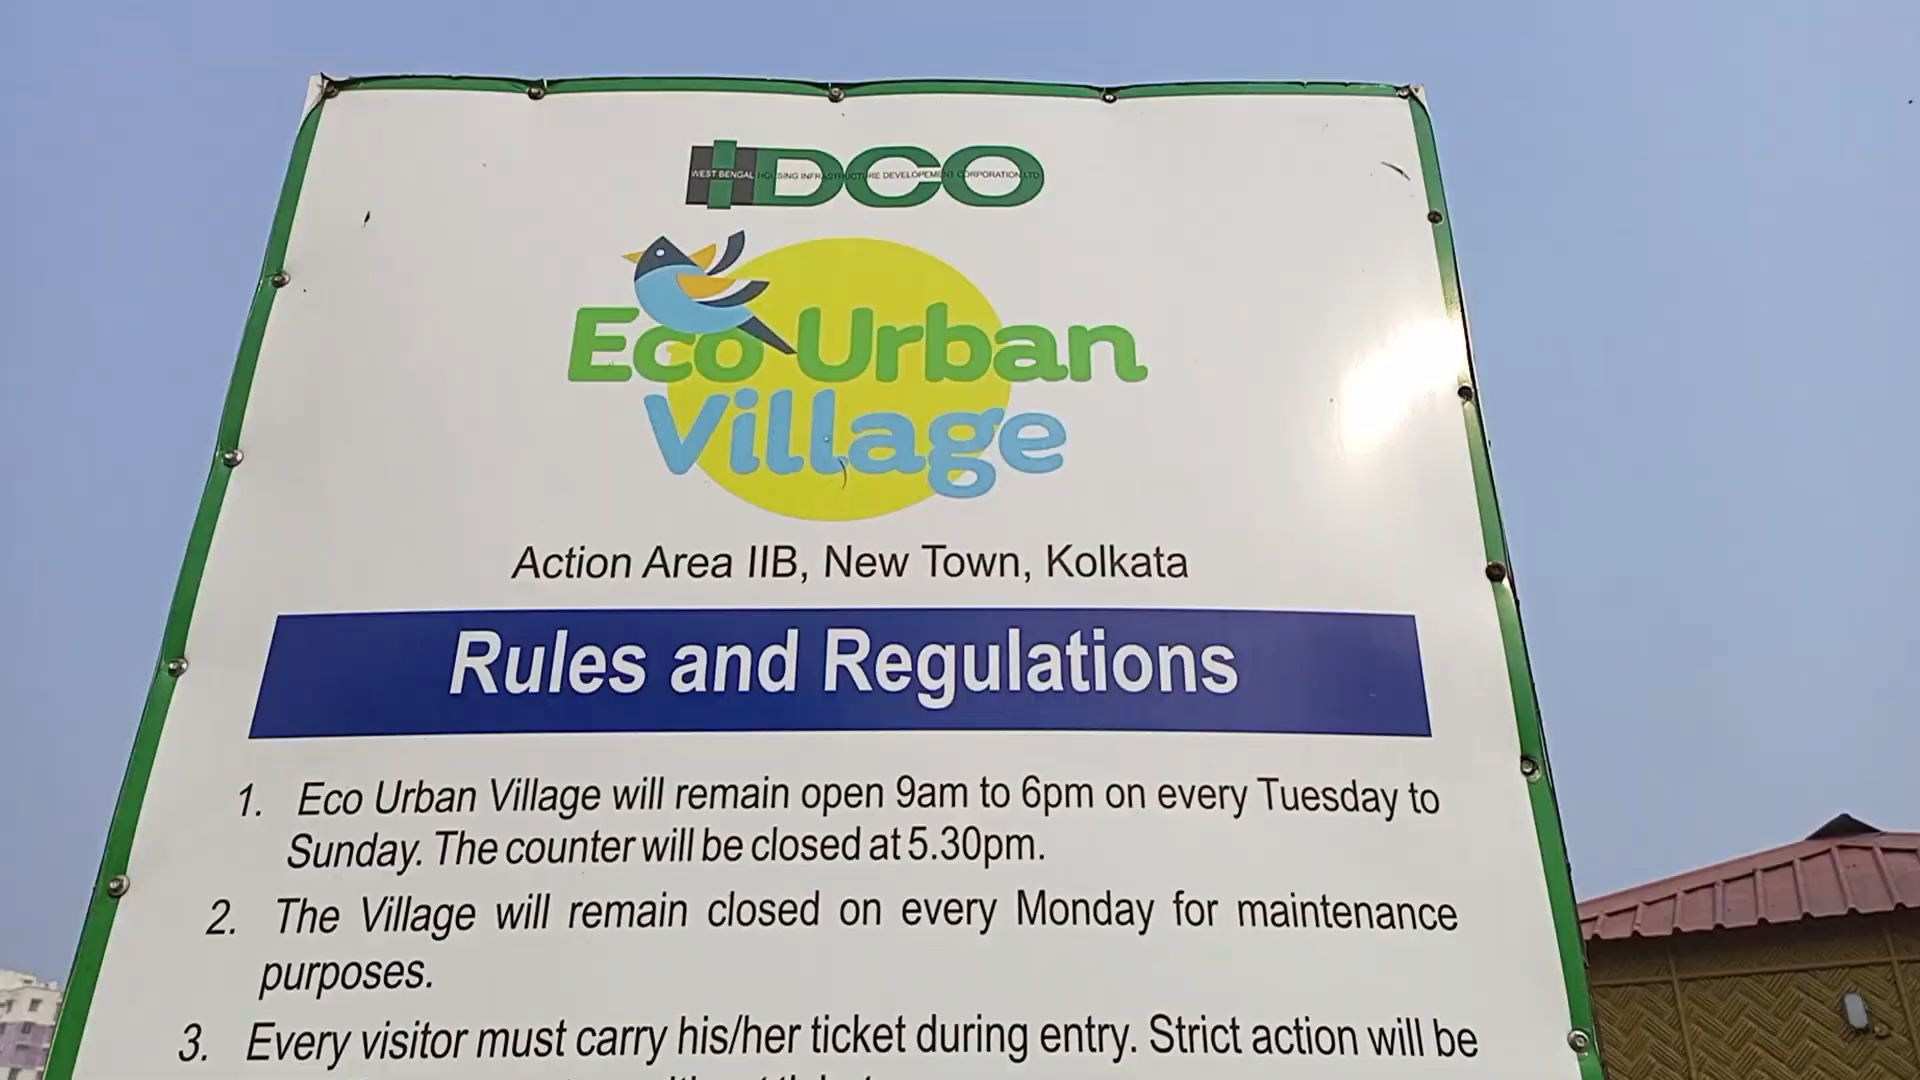 HIDCO
WEST BENGAL HOUSING INFRASTRUCTURE DEVELOPEMENT CORPORATION LTD
Eco Urban
Village
Action Area IIB, New Town, Kolkata
Rules and Regulations
1. Eco Urban Village will remain open 9am to 6pm on every Tuesday to
Sunday. The counter will be closed at 5.30pm.
2. The Village will remain closed on every Monday for maintenance
purposes.
3. Every visitor must carry his/her ticket during entry. Strict action will be